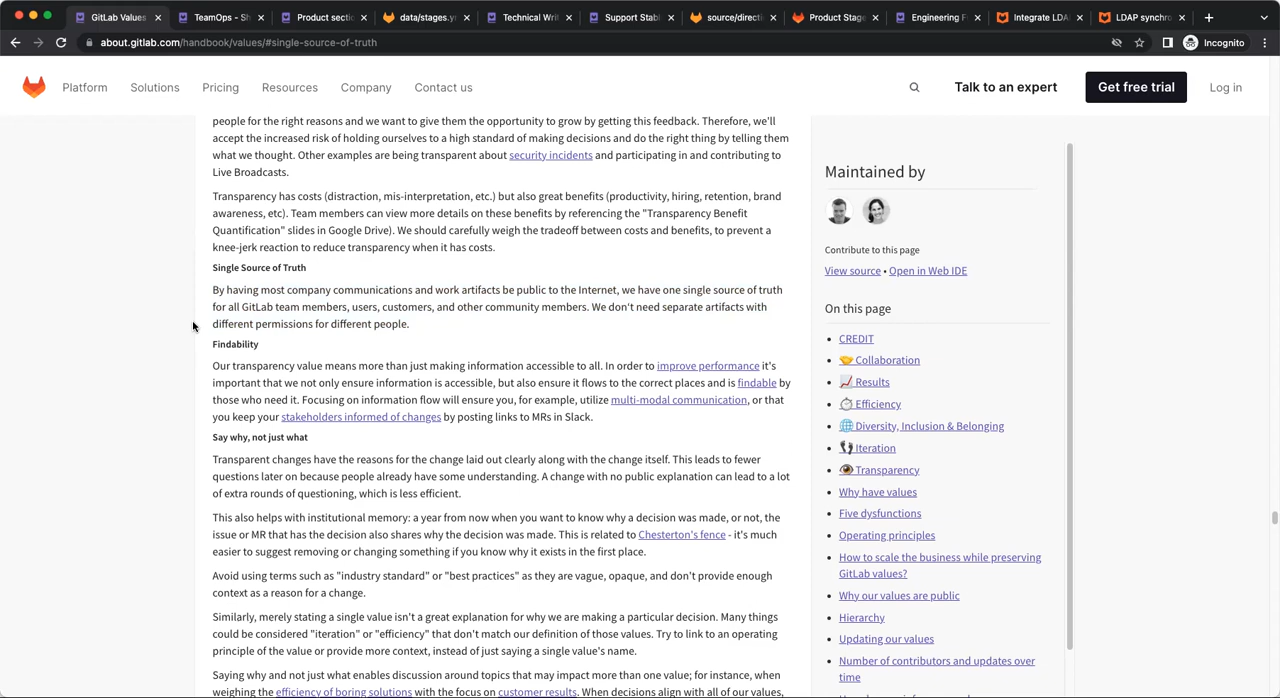 GitLab Values
TeamOps - Sh
Product secti
data/stages.y
Technical Wri
Support Stabl
source/directi
Product Stage
Engineering F
Integrate LDA
LDAP synchro
about.gitlab.com/handbook/values/#single-source-of-truth
Incognito
Platform
Solutions
Pricing
Resources
Company
Contact us
Talk to an expert
Get free trial
Log in
people for the right reasons and we want to give them the opportunity to grow by getting this feedback. Therefore, we'll
accept the increased risk of holding ourselves to a high standard of making decisions and do the right thing by telling them
what we thought. Other examples are being transparent about security incidents and participating in and contributing to
Live Broadcasts.
Transparency has costs (distraction, mis-interpretation, etc.) but also great benefits (productivity, hiring, retention, brand
awareness, etc). Team members can view more details on these benefits by referencing the "Transparency Benefit
Quantification" slides in Google Drive). We should carefully weigh the tradeoff between costs and benefits, to prevent a
knee-jerk reaction to reduce transparency when it has costs.
Single Source of Truth
By having most company communications and work artifacts be public to the Internet, we have one single source of truth
for all GitLab team members, users, customers, and other community members. We don't need separate artifacts with
different permissions for different people.
Findability
Our transparency value means more than just making information accessible to all. In order to improve performance it's
important that we not only ensure information is accessible, but also ensure it flows to the correct places and is findable by
those who need it. Focusing on information flow will ensure you, for example, utilize multi-modal communication, or that
you keep your stakeholders informed of changes by posting links to MRs in Slack.
Say why, not just what
Transparent changes have the reasons for the change laid out clearly along with the change itself. This leads to fewer
questions later on because people already have some understanding. A change with no public explanation can lead to a lot
of extra rounds of questioning, which is less efficient.
This also helps with institutional memory: a year from now when you want to know why a decision was made, or not, the
issue or MR that has the decision also shares why the decision was made. This is related to Chesterton's fence - it's much
easier to suggest removing or changing something if you know why it exists in the first place.
Avoid using terms such as "industry standard" or "best practices" as they are vague, opaque, and don't provide enough
context as a reason for a change.
Similarly, merely stating a single value isn't a great explanation for why we are making a particular decision. Many things
could be considered "iteration" or "efficiency" that don't match our definition of those values. Try to link to an operating
principle of the value or provide more context, instead of just saying a single value's name.
Saying why and not just what enables discussion around topics that may impact more than one value; for instance, when
weighing the efficiency of boring solutions with the focus on customer results. When decisions align with all of our values,
Maintained by
Contribute to this page
View source • Open in Web IDE
On this page
CREDIT
Collaboration
Results
Efficiency
Diversity, Inclusion & Belonging
Iteration
Transparency
Why have values
Five dysfunctions
Operating principles
How to scale the business while preserving
GitLab values?
Why our values are public
Hierarchy
Updating our values
Number of contributors and updates over
time